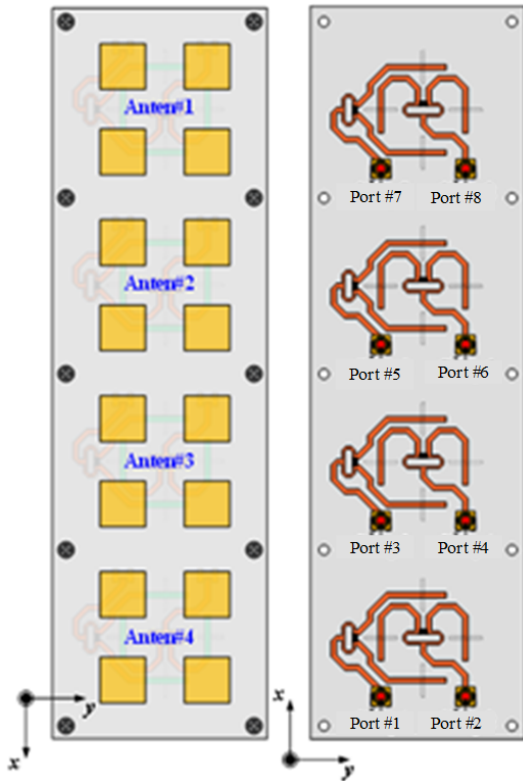 Anten#1
Port #7 Port #8
Anten#2
Port #5 Port #6
Anten#3
Port #3 Port #4
Anten#4
Port #1 Port #2
x
y
x
y